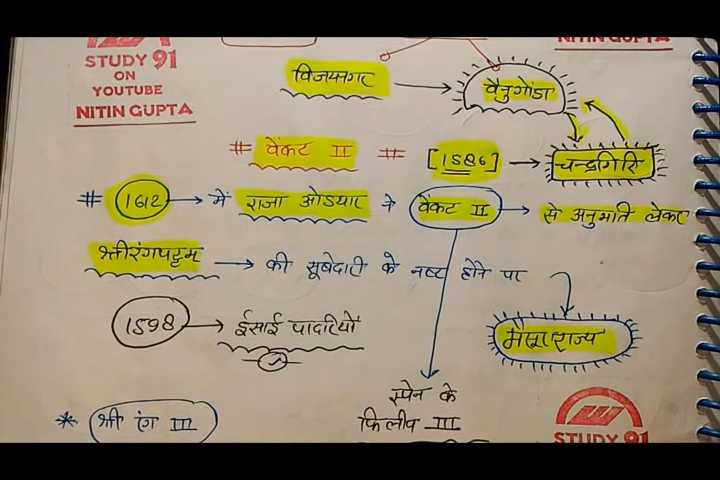 STUDY 91
ON
YOUTUBE
NITIN GUPTA
NITIN GUPTA
विजयनगर → वैनुगोंडा
# वेंकट II # [1586] → चन्द्रगिरि
# 1612 → में राजा ओडयार ने वेंकट II → से अनुमति लेकर
श्रीरंगपट्टम → की सूबेदारी के नष्ट होने पर
मैसूर राज्य
1598 → ईसाई पादरियों
स्पेन के
फिलीप III
* श्री रंग III
STUDY 91